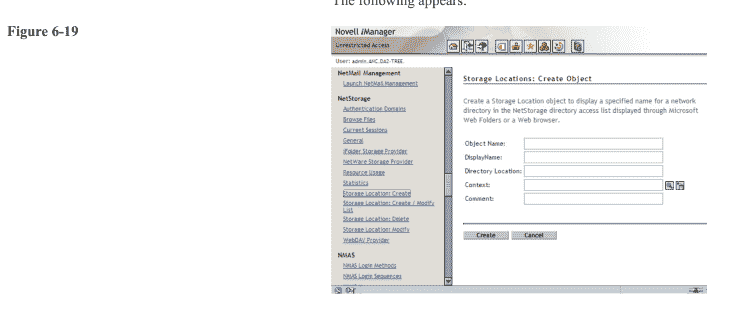 The following appears:
Figure 6-19
Novell iManager
Unrestricted Access
User: admin.AMC.DA3-TREE.
NetMail Management
Launch NetMail Management
NetStorage
Authentication Domains
Browse Files
Current Sessions
General
iFolder Storage Provider
NetWare Storage Provider
Resource Usage
Statistics
Storage Location: Create
Storage Location: Create / Modify
List
Storage Location: Delete
Storage Location: Modify
WebDAV Provider
NMAS
NMAS Login Methods
NMAS Login Sequences
Storage Locations: Create Object
Create a Storage Location object to display a specified name for a network
directory in the NetStorage directory access list displayed through Microsoft
Web Folders or a Web browser.
Object Name:
DisplayName:
Directory Location:
Context:
Comment:
Create Cancel